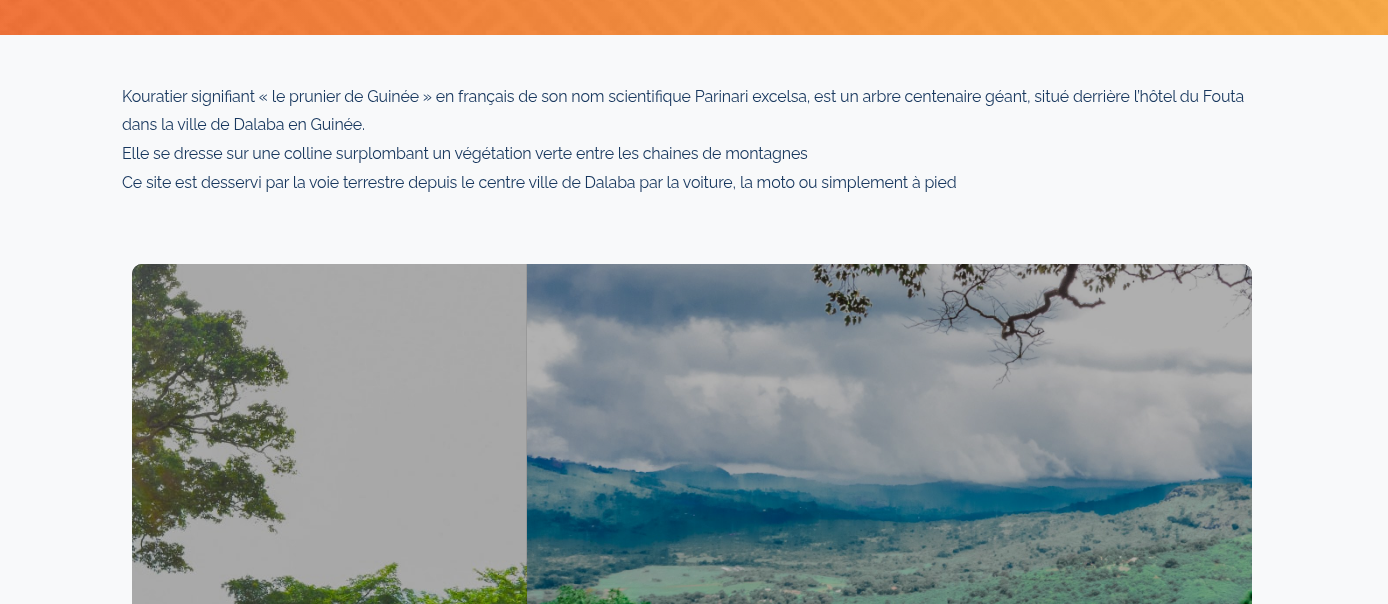 Kouratier signifiant « le prunier de Guinée » en français de son nom scientifique Parinari excelsa, est un arbre centenaire géant, situé derrière l’hôtel du Fouta
dans la ville de Dalaba en Guinée.
Elle se dresse sur une colline surplombant un végétation verte entre les chaines de montagnes
Ce site est desservi par la voie terrestre depuis le centre ville de Dalaba par la voiture, la moto ou simplement à pied